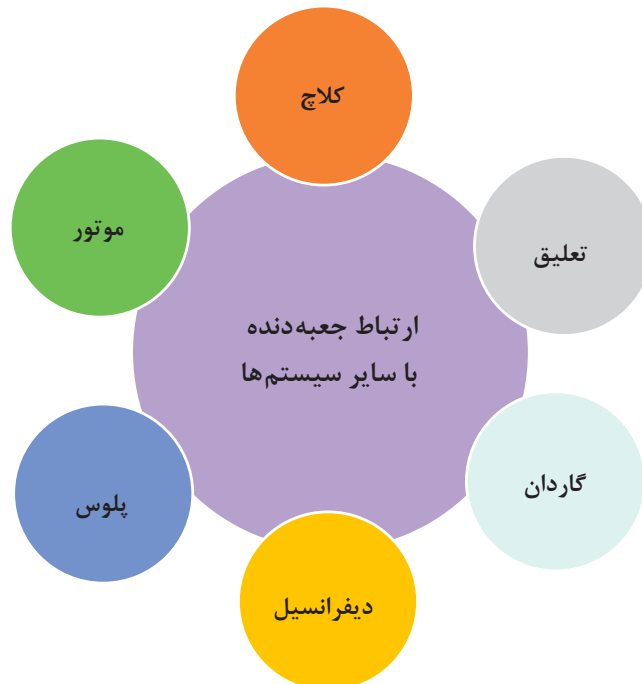 کلاچ
تعلیق
موتور
ارتباط جعبه‌دنده
با سایر سیستم‌ها
گاردان
پلوس
دیفرانسیل